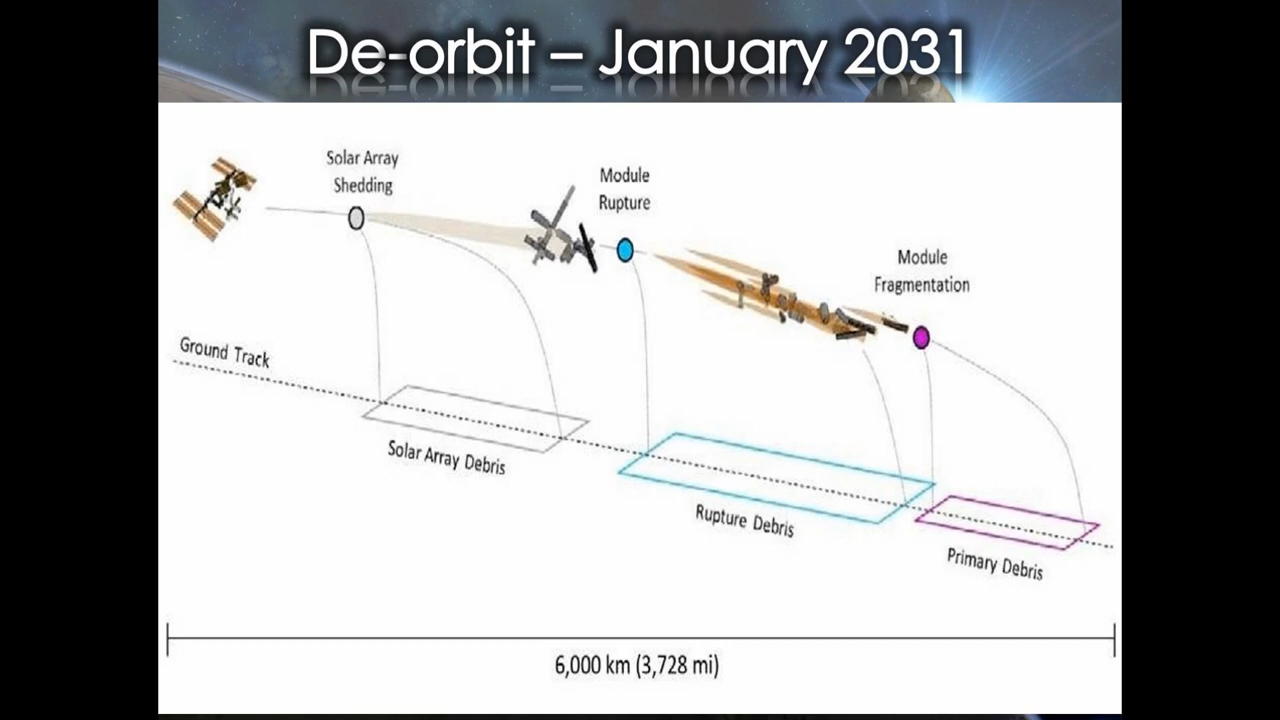 De-orbit – January 2031
Solar Array
Shedding
Module
Rupture
Module
Fragmentation
Ground Track
Solar Array Debris
Rupture Debris
Primary Debris
6,000 km (3,728 mi)